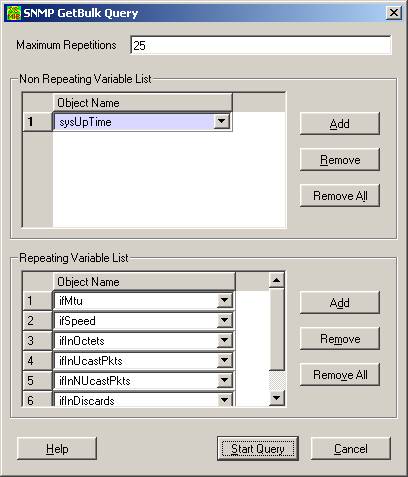 SNMP GetBulk Query
Maximum Repetitions 25
Non Repeating Variable List
Object Name
1 sysUpTime
Add
Remove
Remove All
Repeating Variable List
Object Name
1 ifMtu
2 ifSpeed
3 ifInOctets
4 ifInUcastPkts
5 ifInNUcastPkts
6 ifInDiscards
Add
Remove
Remove All
Help Start Query Cancel